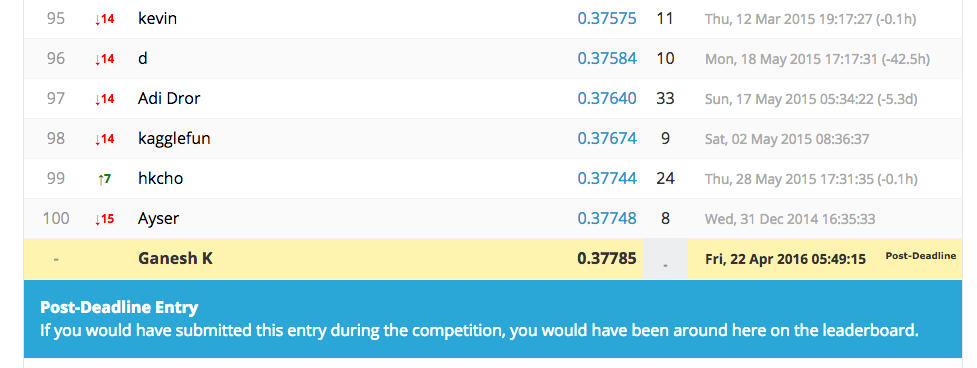 95 ↓14 kevin 0.37575 11 Thu, 12 Mar 2015 19:17:27 (-0.1h)
96 ↓14 d 0.37584 10 Mon, 18 May 2015 17:17:31 (-42.5h)
97 ↓14 Adi Dror 0.37640 33 Sun, 17 May 2015 05:34:22 (-5.3d)
98 ↓14 kagglefun 0.37674 9 Sat, 02 May 2015 08:36:37
99 ↑7 hkcho 0.37744 24 Thu, 28 May 2015 17:31:35 (-0.1h)
100 ↓15 Ayser 0.37748 8 Wed, 31 Dec 2014 16:35:33
- Ganesh K 0.37785 - Fri, 22 Apr 2016 05:49:15 Post-Deadline
Post-Deadline Entry
If you would have submitted this entry during the competition, you would have been around here on the leaderboard.